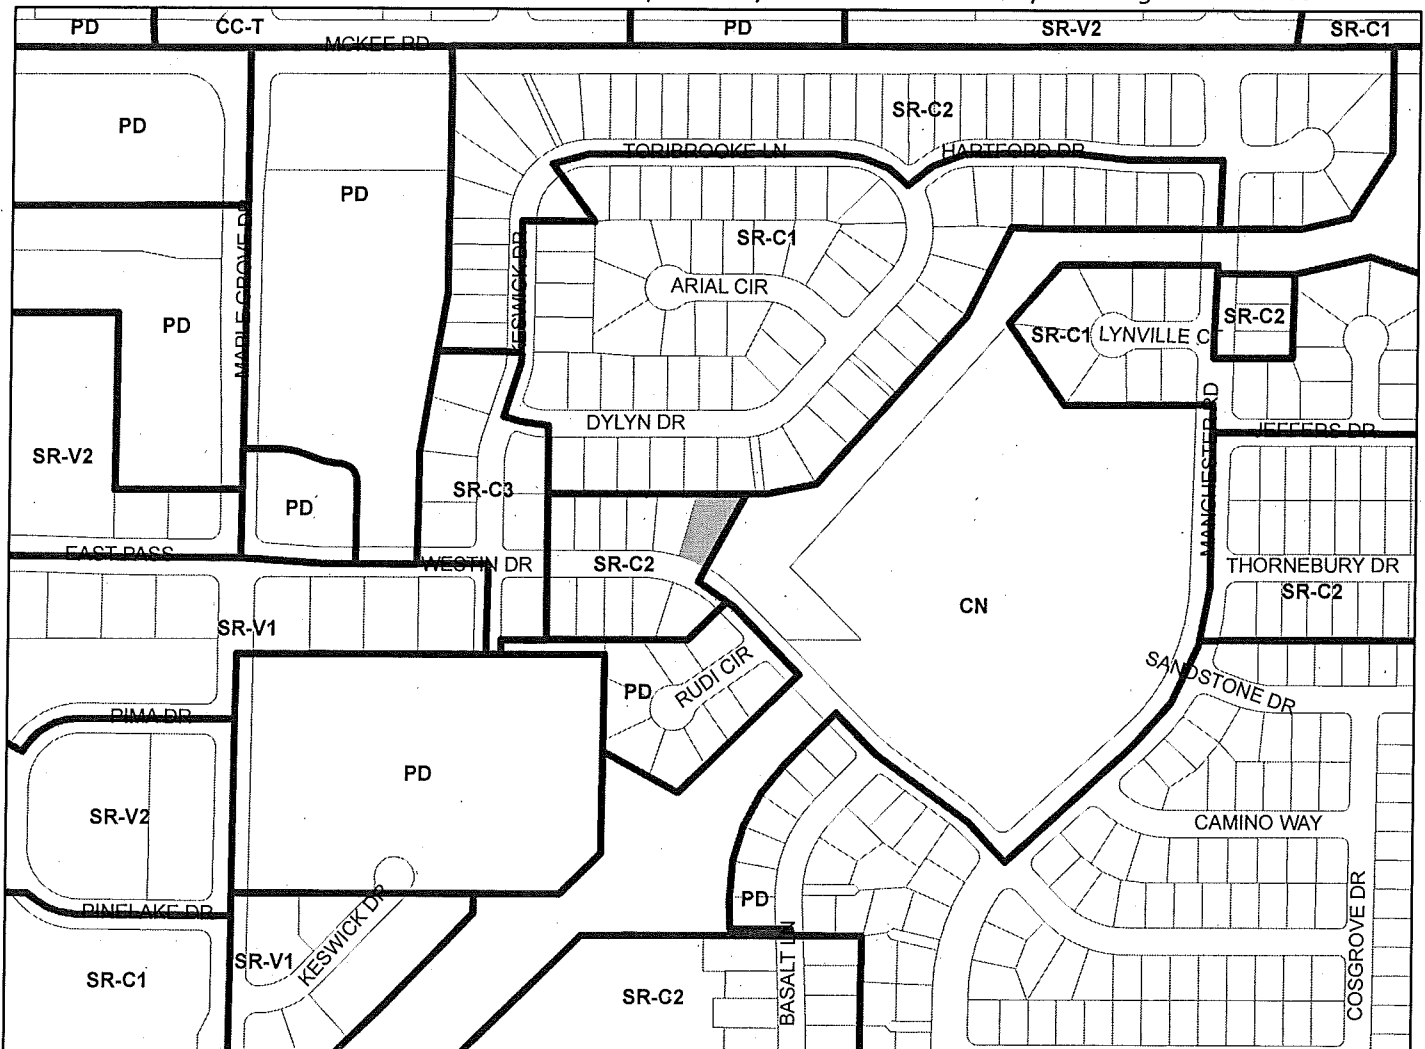 PD
CC-T
PD
SR-V2
SR-C1
MCKEE RD
PD
SR-C2
TORIBROOKE LN
HARTFORD DR
PD
MAPLEGROVE DR
KESWICK DR
SR-C1
ARIAL CIR
PD
SR-C1
LYNVILLE CT
SR-C2
DYLYN DR
MANCHESTER RD
JEFFERS DR
SR-V2
SR-C3
PD
EAST PASS
WESTIN DR
SR-C2
THORNEBURY DR
SR-C2
CN
SR-V1
PD
RUDI CIR
SANDSTONE DR
PIMA DR
PD
SR-V2
CAMINO WAY
PD
PINELAKE DR
KESWICK DR
SR-V1
SR-C1
SR-C2
BASALT LN
COSGROVE DR